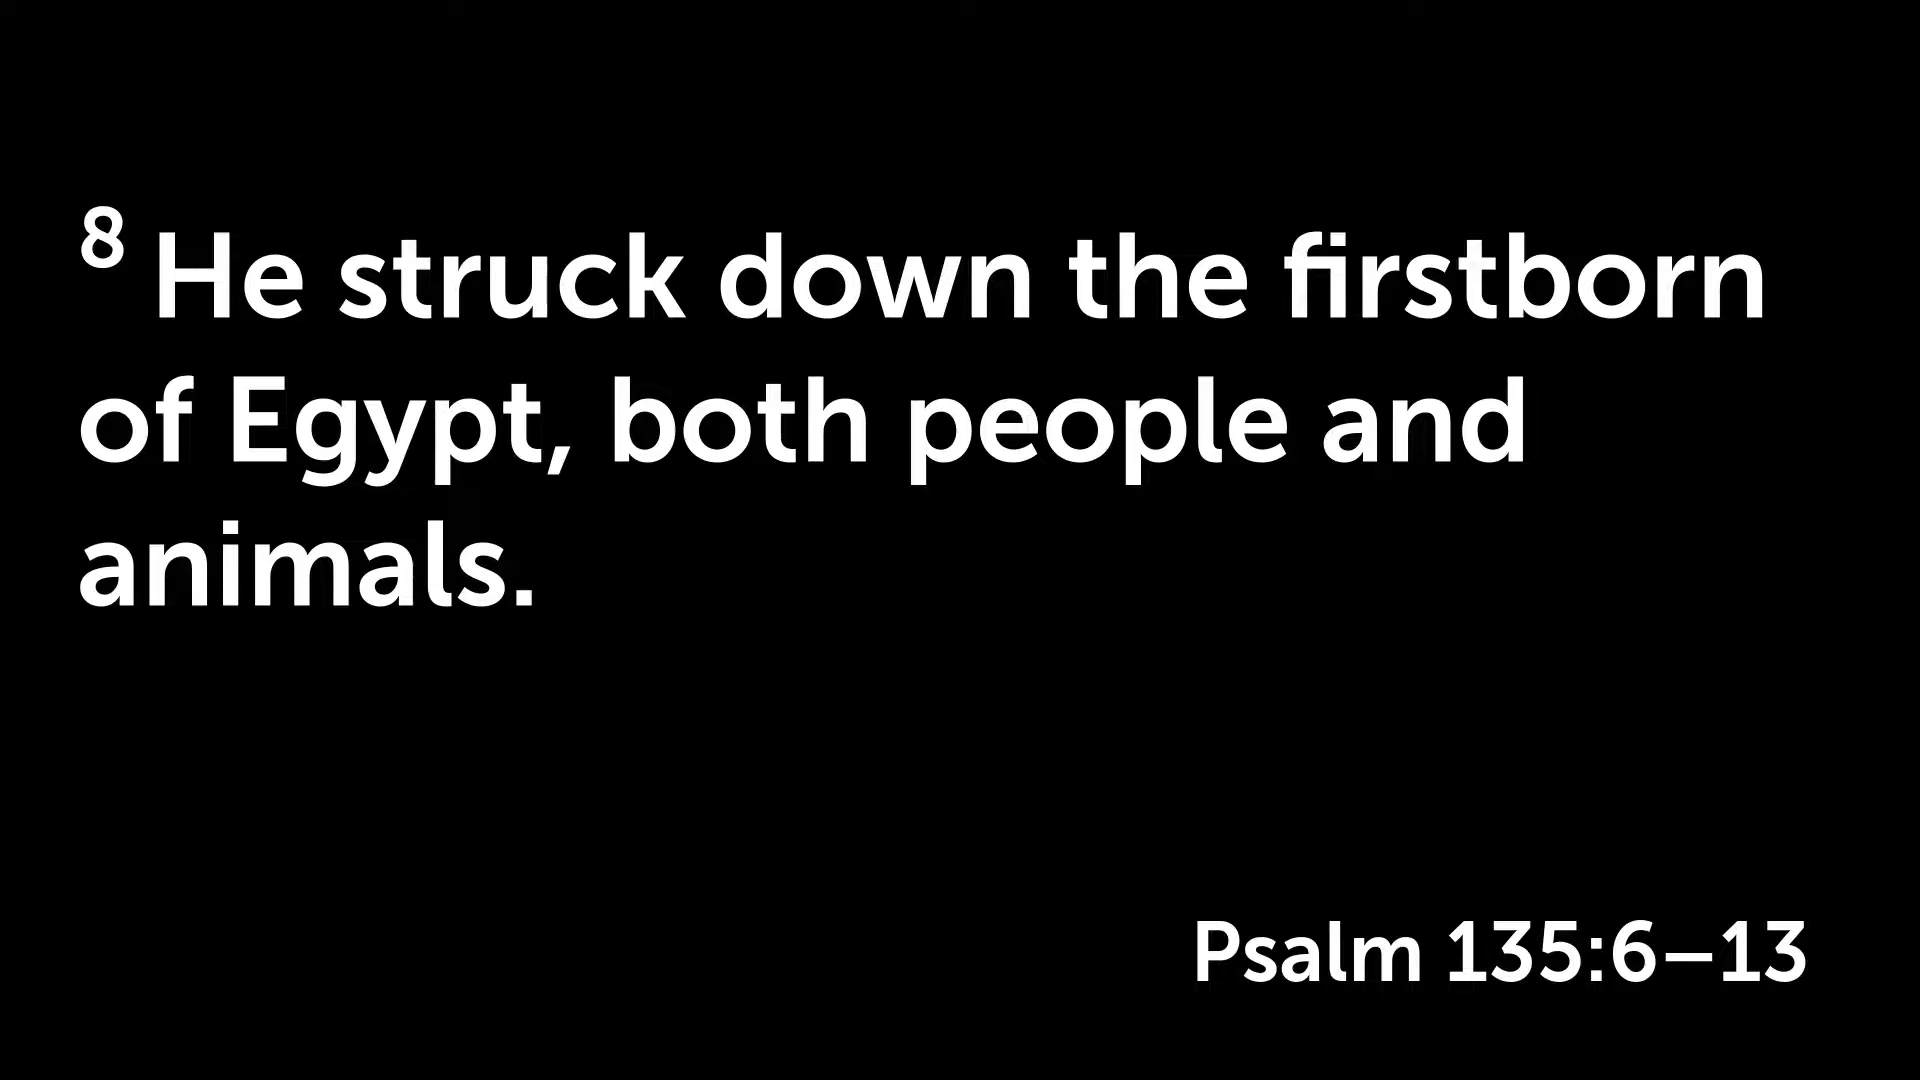 8 He struck down the firstborn
of Egypt, both people and
animals.
Psalm 135:6–13